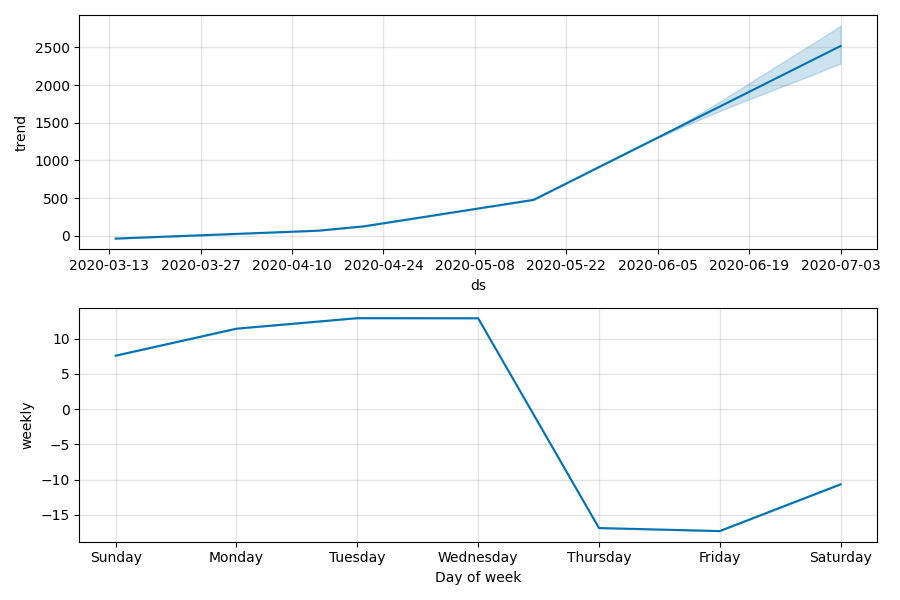 2500
2000
1500
1000
500
0
trend
2020-03-13 2020-03-27 2020-04-10 2020-04-24 2020-05-08 2020-05-22 2020-06-05 2020-06-19 2020-07-03
ds
10
5
0
−5
−10
−15
weekly
Sunday Monday Tuesday Wednesday Thursday Friday Saturday
Day of week